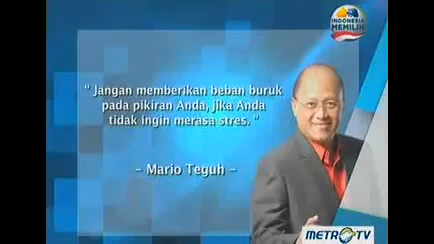 INDONESIA
MEMILIH
" Jangan memberikan beban buruk
pada pikiran Anda, jika Anda
tidak ingin merasa stres. "
- Mario Teguh -
METRO TV